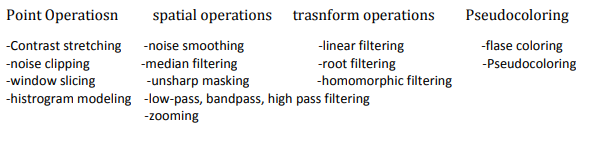 Point Operatiosn spatial operations trasnform operations Pseudocoloring
-Contrast stretching -noise smoothing -linear filtering -flase coloring
-noise clipping -median filtering -root filtering -Pseudocoloring
-window slicing -unsharp masking -homomorphic filtering
-histrogram modeling -low-pass, bandpass, high pass filtering
-zooming